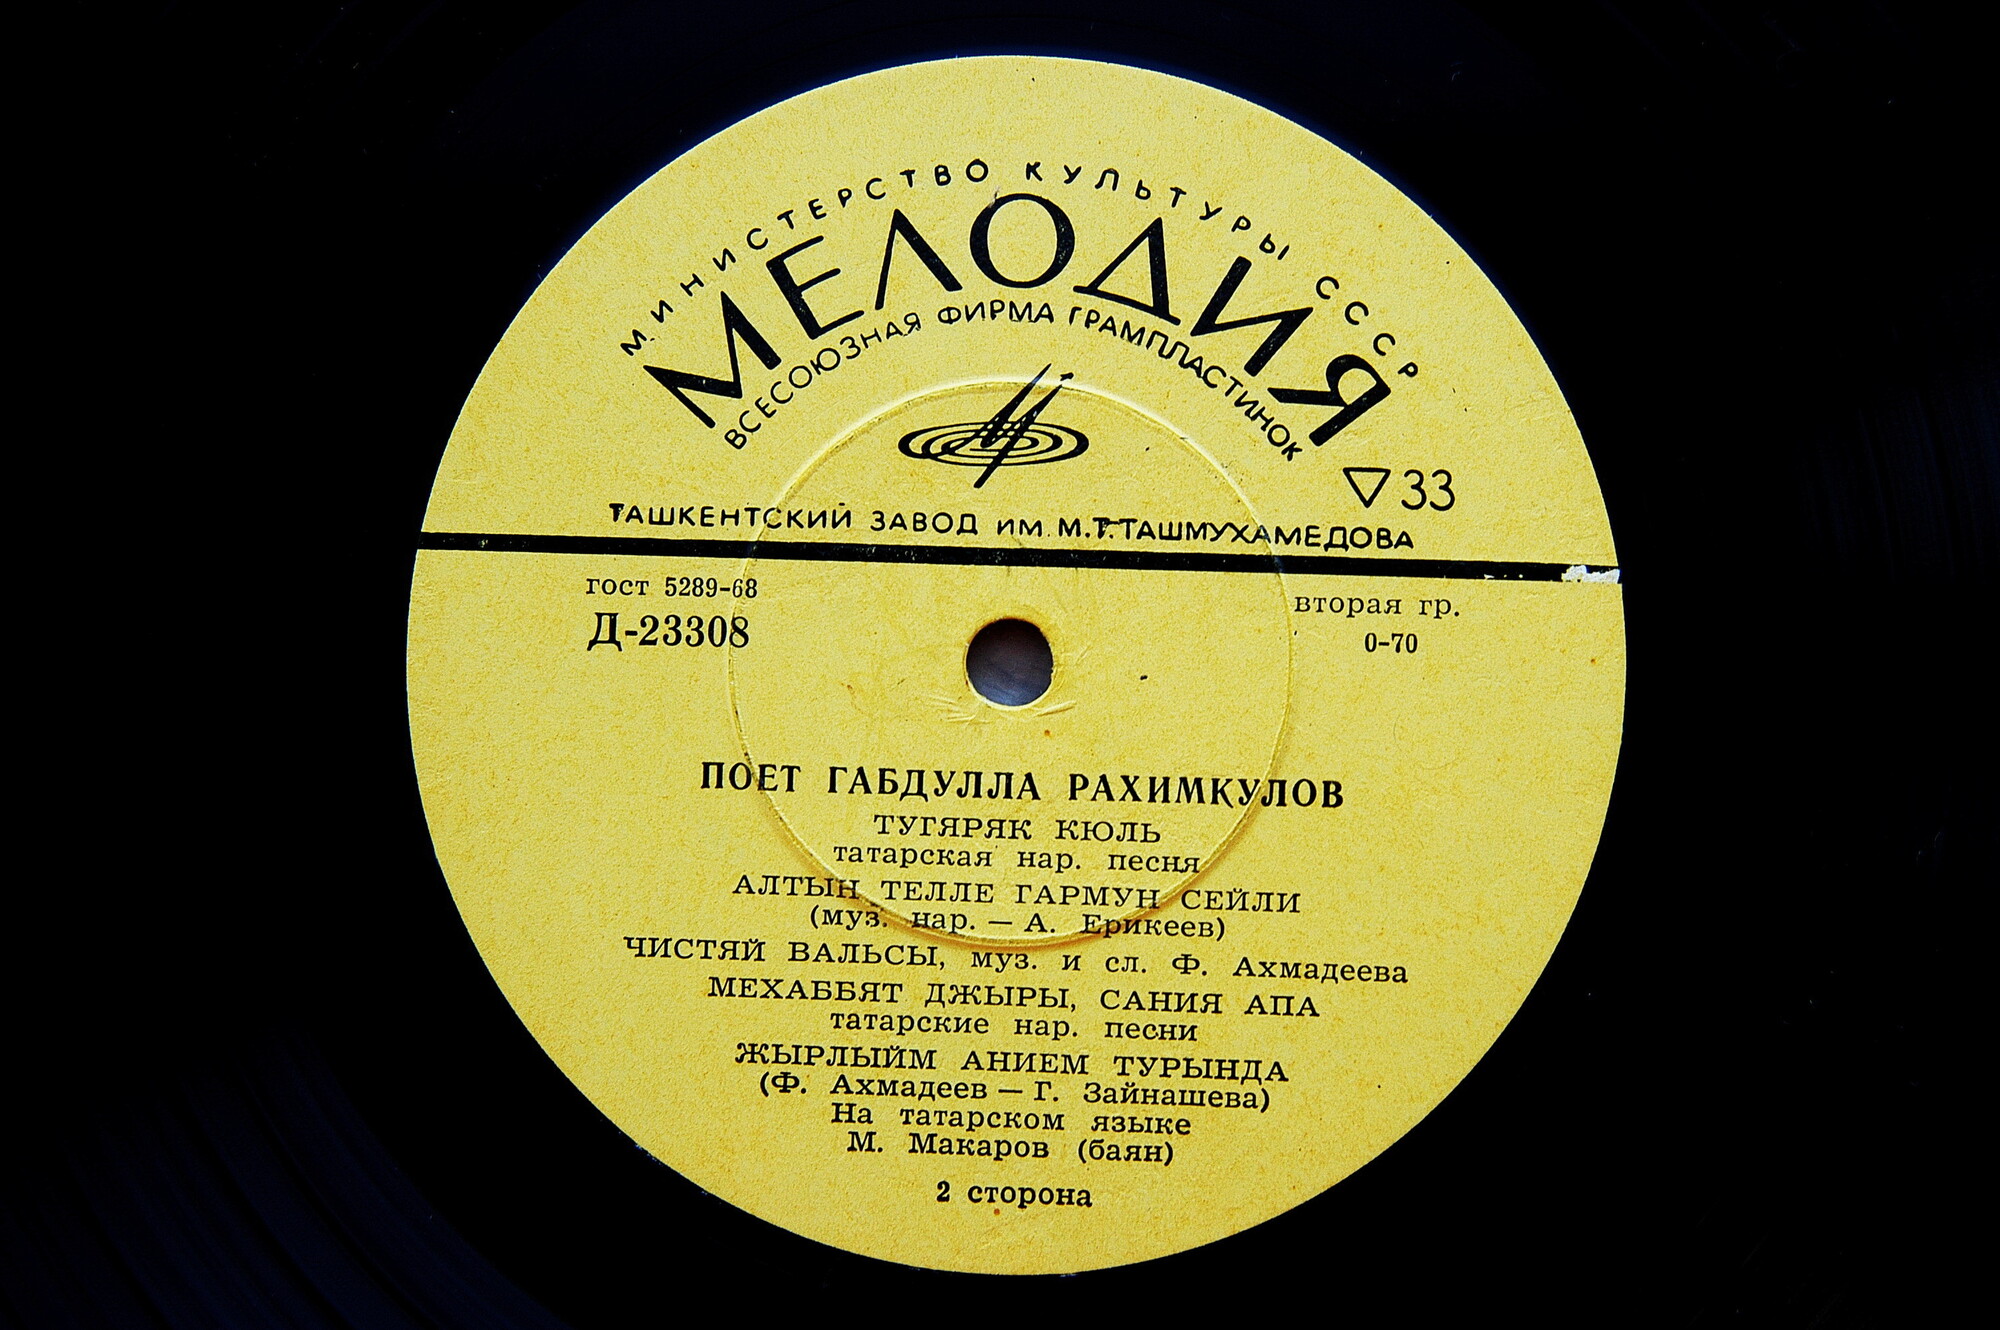 МИНИСТЕРСТВО КУЛЬТУРЫ СССР
МЕЛОДИЯ
ВСЕСОЮЗНАЯ ФИРМА ГРАМПЛАСТИНОК
▽33
ТАШКЕНТСКИЙ ЗАВОД ИМ. М.Т. ТАШМУХАМЕДОВА
гост 5289-68
Д-23308
вторая гр.
0-70
ПОЕТ ГАБДУЛЛА РАХИМКУЛОВ
ТУГЯРЯК КЮЛЬ
татарская нар. песня
АЛТЫН ТЕЛЛЕ ГАРМУН СЕЙЛИ
(муз. нар. — А. Ерикеев)
ЧИСТЯЙ ВАЛЬСЫ, муз. и сл. Ф. Ахмадеева
МЕХАББЯТ ДЖЫРЫ, САНИЯ АПА
татарские нар. песни
ЖЫРЛЫЙМ АНИЕМ ТУРЫНДА
(Ф. Ахмадеев — Г. Зайнашева)
На татарском языке
М. Макаров (баян)
2 сторона